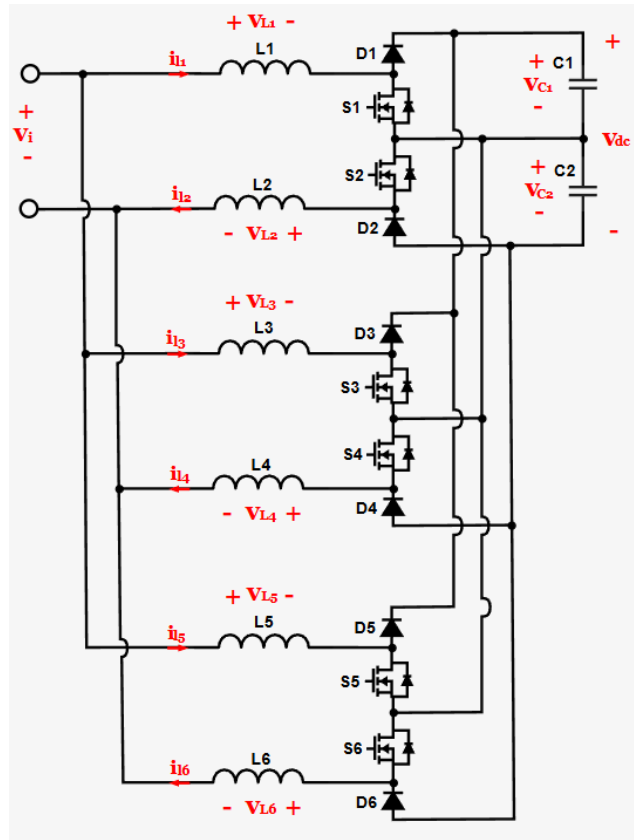 + VL1 -
il1
L1
D1
+
+
C1
VC1
-
S1
+
Vi
-
Vdc
S2
+
C2
VC2
-
il2
L2
- VL2 +
D2
-
+ VL3 -
il3
L3
D3
S3
S4
il4
L4
- VL4 +
D4
+ VL5 -
il5
L5
D5
S5
S6
il6
L6
- VL6 +
D6